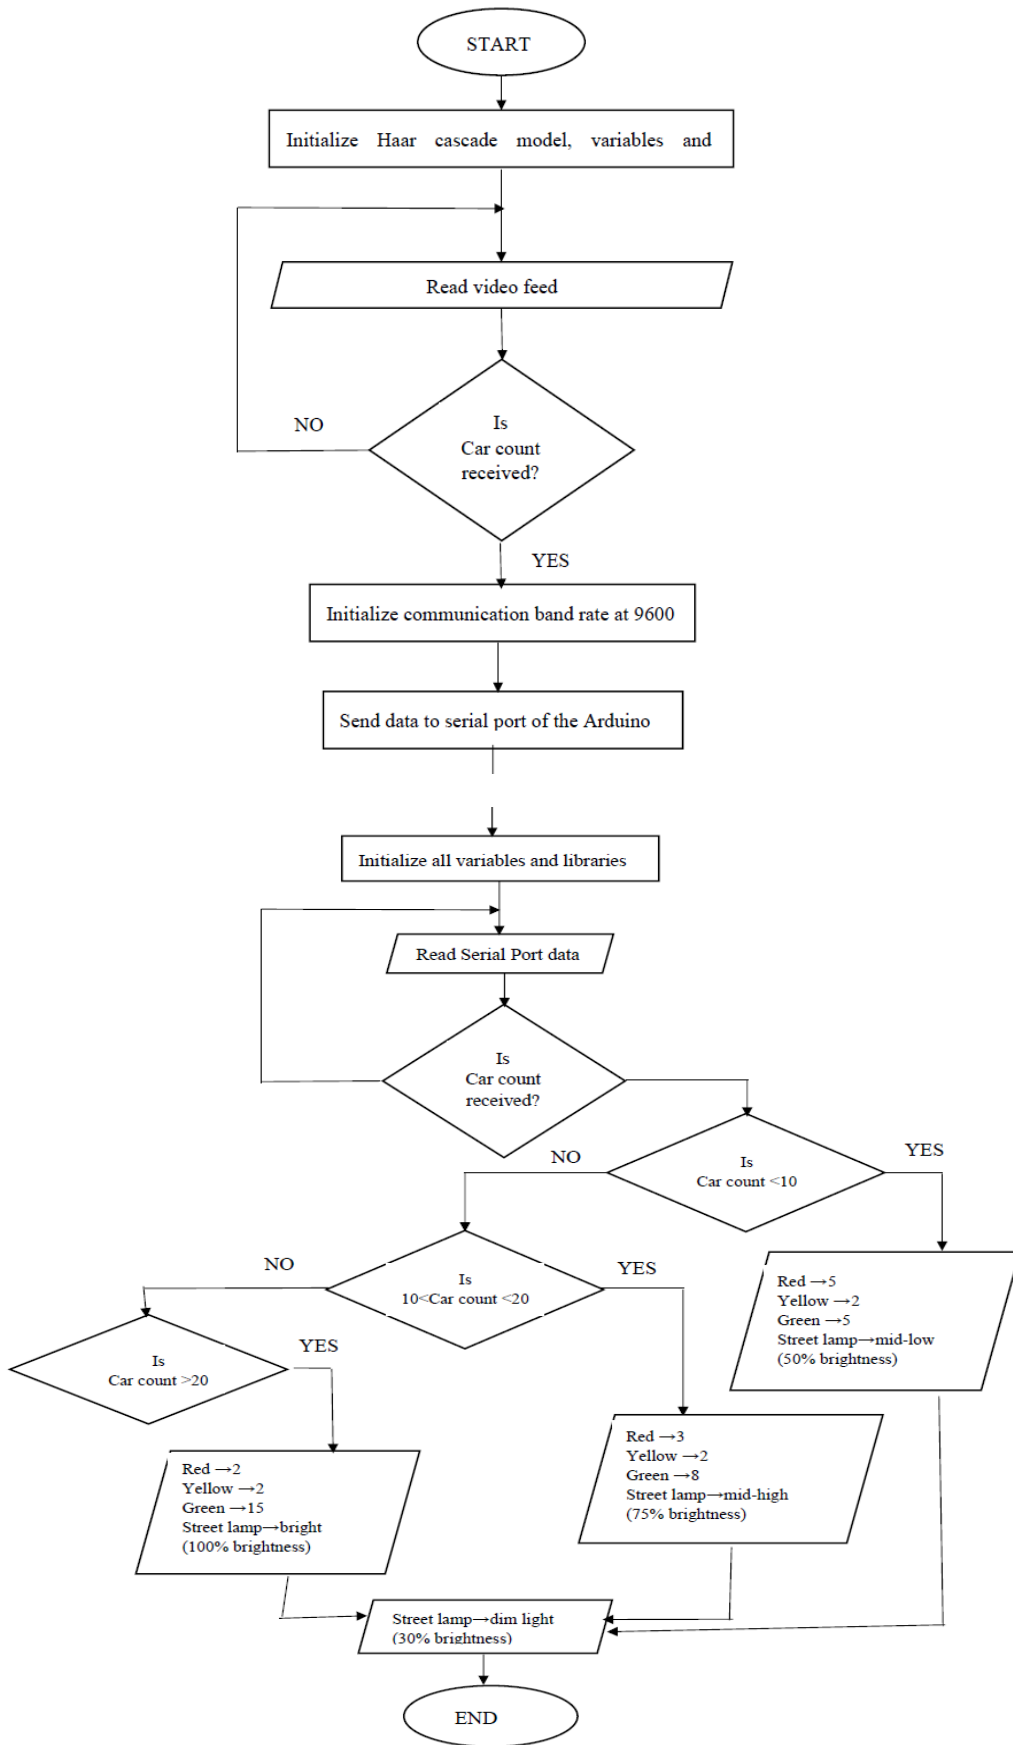 START
Initialize Haar cascade model, variables and
Read video feed
NO
Is
Car count
received?
YES
Initialize communication band rate at 9600
Send data to serial port of the Arduino
Initialize all variables and libraries
Read Serial Port data
Is
Car count
received?
NO
YES
Is
Car count <10
NO
YES
Is
10<Car count <20
Red →5
Yellow →2
Green →5
Street lamp→mid-low
(50% brightness)
YES
Is
Car count >20
Red →3
Yellow →2
Green →8
Street lamp→mid-high
(75% brightness)
Red →2
Yellow →2
Green →15
Street lamp→bright
(100% brightness)
Street lamp→dim light
(30% brightness)
END